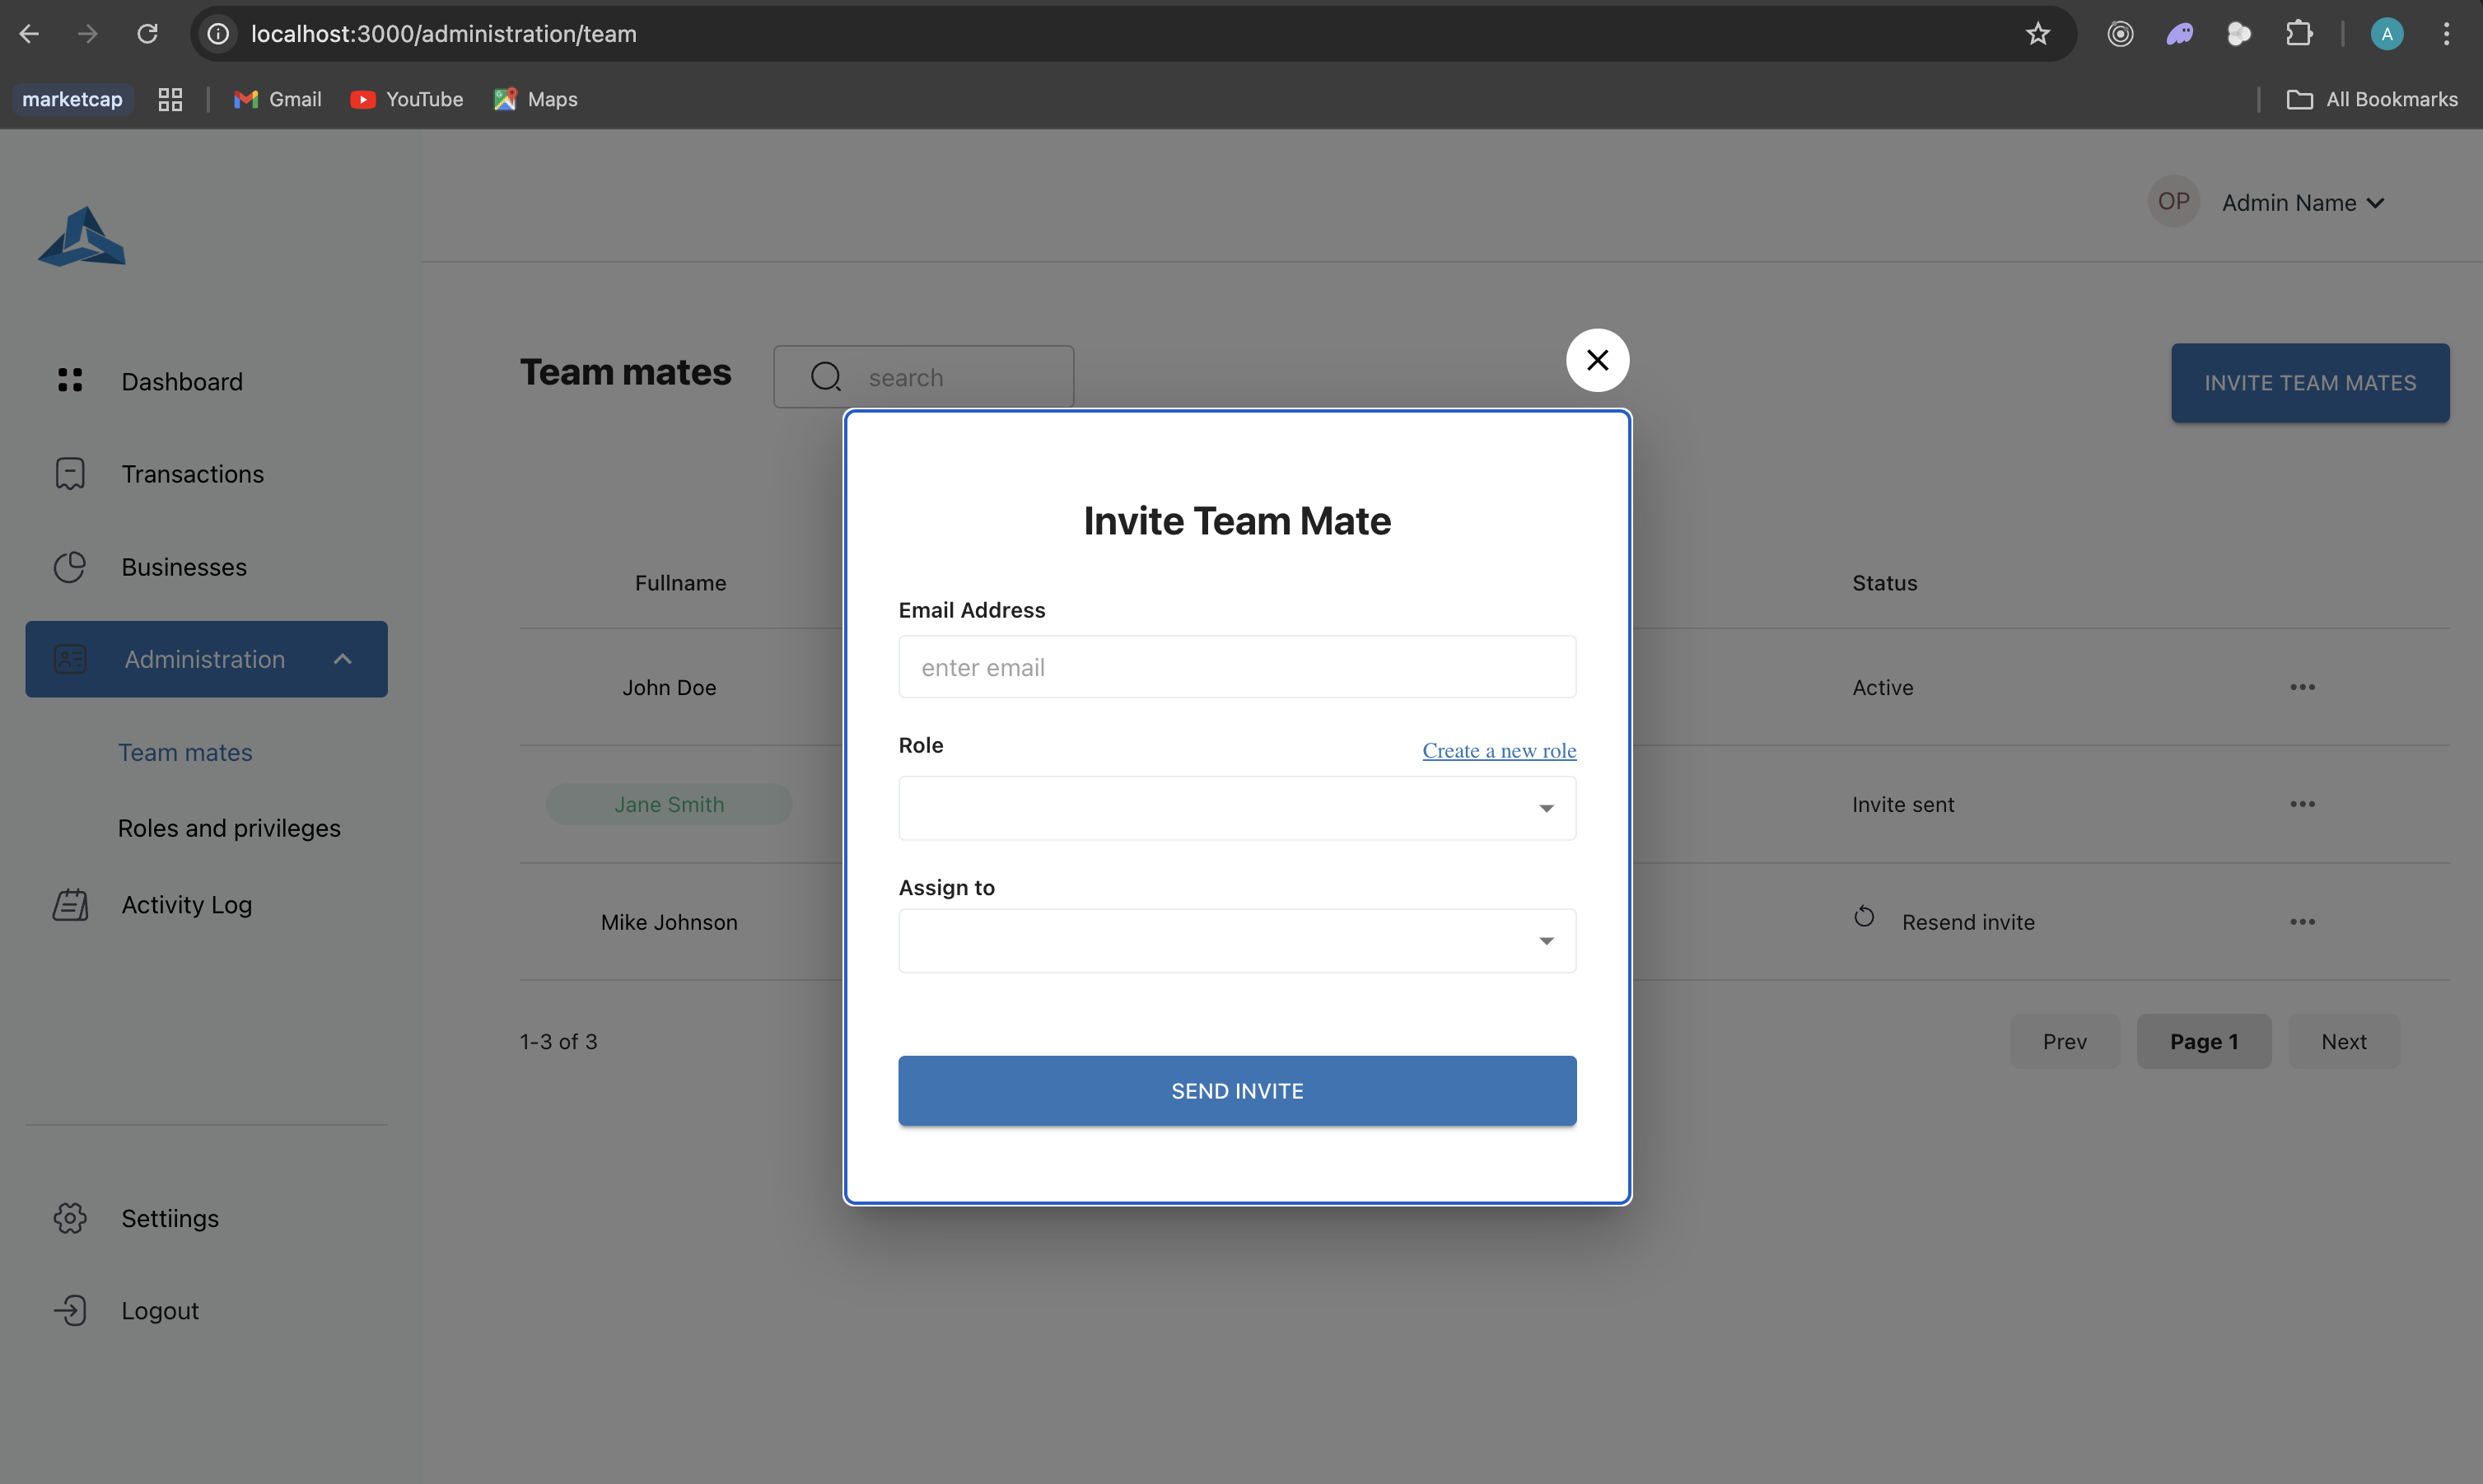 localhost:3000/administration/team
A
marketcap
Gmail
YouTube
Maps
All Bookmarks
OP
Admin Name
Dashboard
Transactions
Businesses
Administration
Team mates
Roles and privileges
Activity Log
Settiings
Logout
Team mates
search
INVITE TEAM MATES
Fullname
Status
John Doe
Active
Jane Smith
Invite sent
Mike Johnson
Resend invite
1-3 of 3
Prev
Page 1
Next
Invite Team Mate
Email Address
enter email
Role
Create a new role
Assign to
SEND INVITE